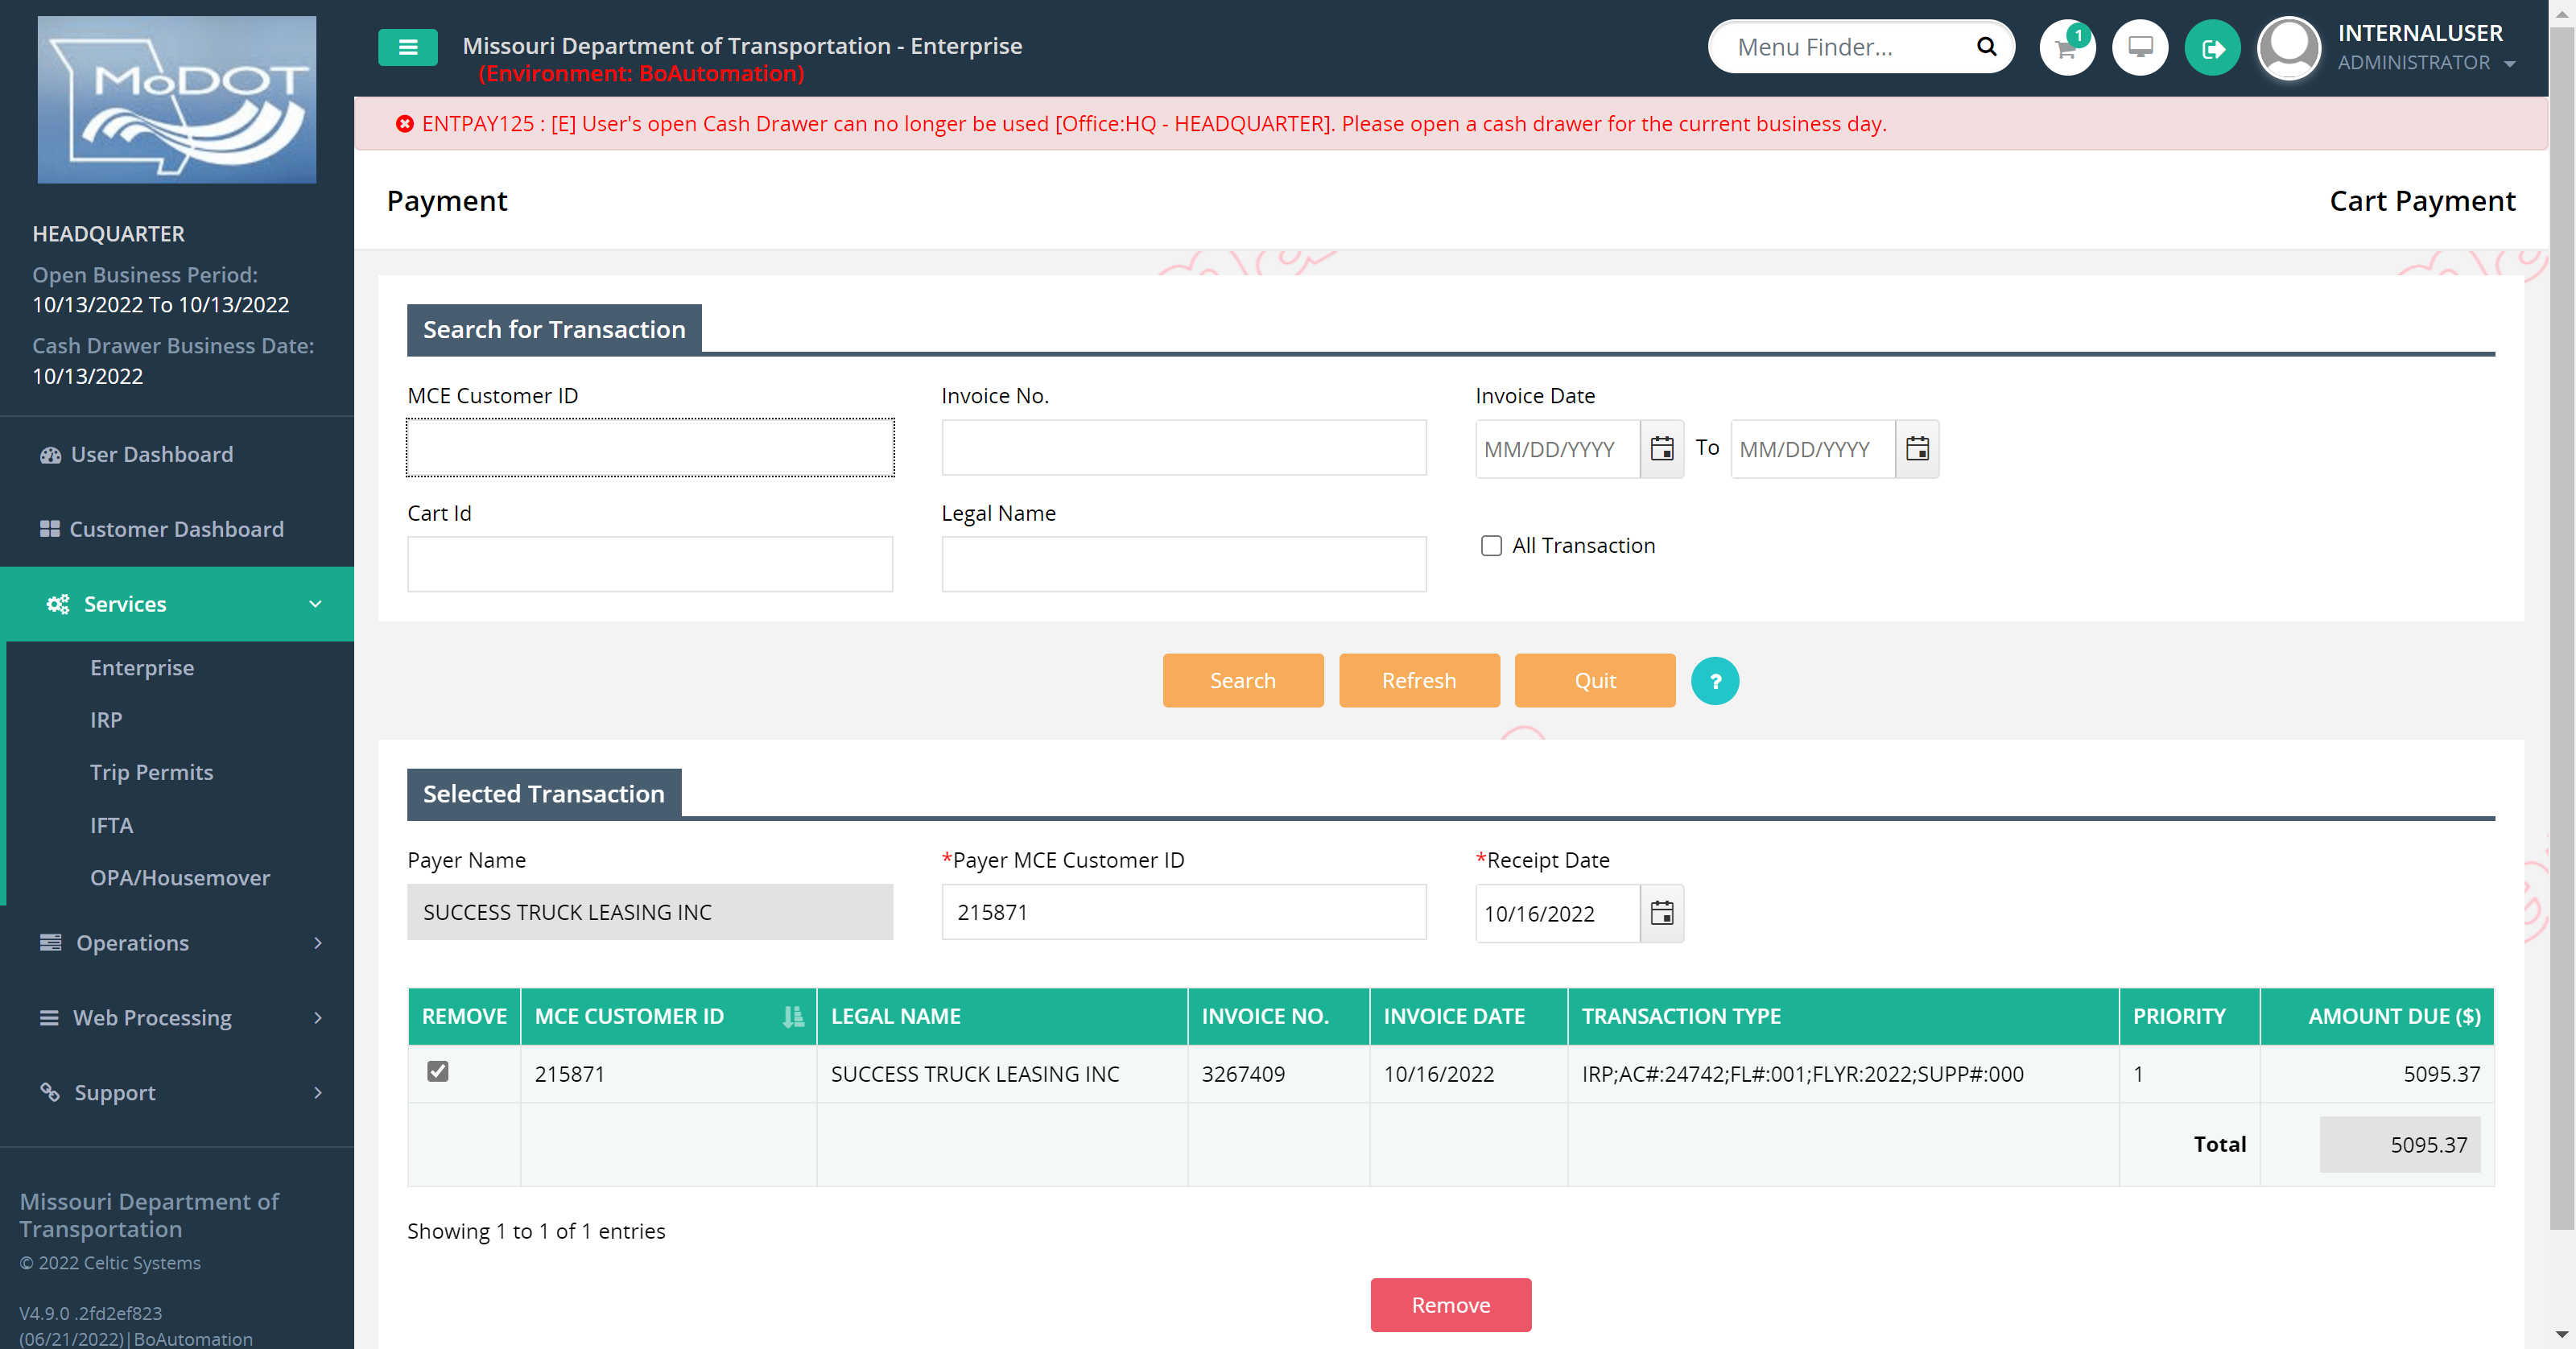 MoDOT
Missouri Department of Transportation - Enterprise
(Environment: BoAutomation)
Menu Finder...
1
INTERNALUSER
ADMINISTRATOR
ENTPAY125 : [E] User's open Cash Drawer can no longer be used [Office:HQ - HEADQUARTER]. Please open a cash drawer for the current business day.
HEADQUARTER
Open Business Period:
10/13/2022 To 10/13/2022
Cash Drawer Business Date:
10/13/2022
User Dashboard
Customer Dashboard
Services
Enterprise
IRP
Trip Permits
IFTA
OPA/Housemover
Operations
Web Processing
Support
Missouri Department of
Transportation
© 2022 Celtic Systems
V4.9.0 .2fd2ef823
(06/21/2022)|BoAutomation
Payment
Cart Payment
Search for Transaction
MCE Customer ID
Invoice No.
Invoice Date
MM/DD/YYYY To MM/DD/YYYY
Cart Id
Legal Name
All Transaction
Search
Refresh
Quit
?
Selected Transaction
Payer Name
*Payer MCE Customer ID
*Receipt Date
SUCCESS TRUCK LEASING INC
215871
10/16/2022
REMOVE MCE CUSTOMER ID LEGAL NAME INVOICE NO. INVOICE DATE TRANSACTION TYPE PRIORITY AMOUNT DUE ($)
215871 SUCCESS TRUCK LEASING INC 3267409 10/16/2022 IRP;AC#:24742;FL#:001;FLYR:2022;SUPP#:000 1 5095.37
Total 5095.37
Showing 1 to 1 of 1 entries
Remove